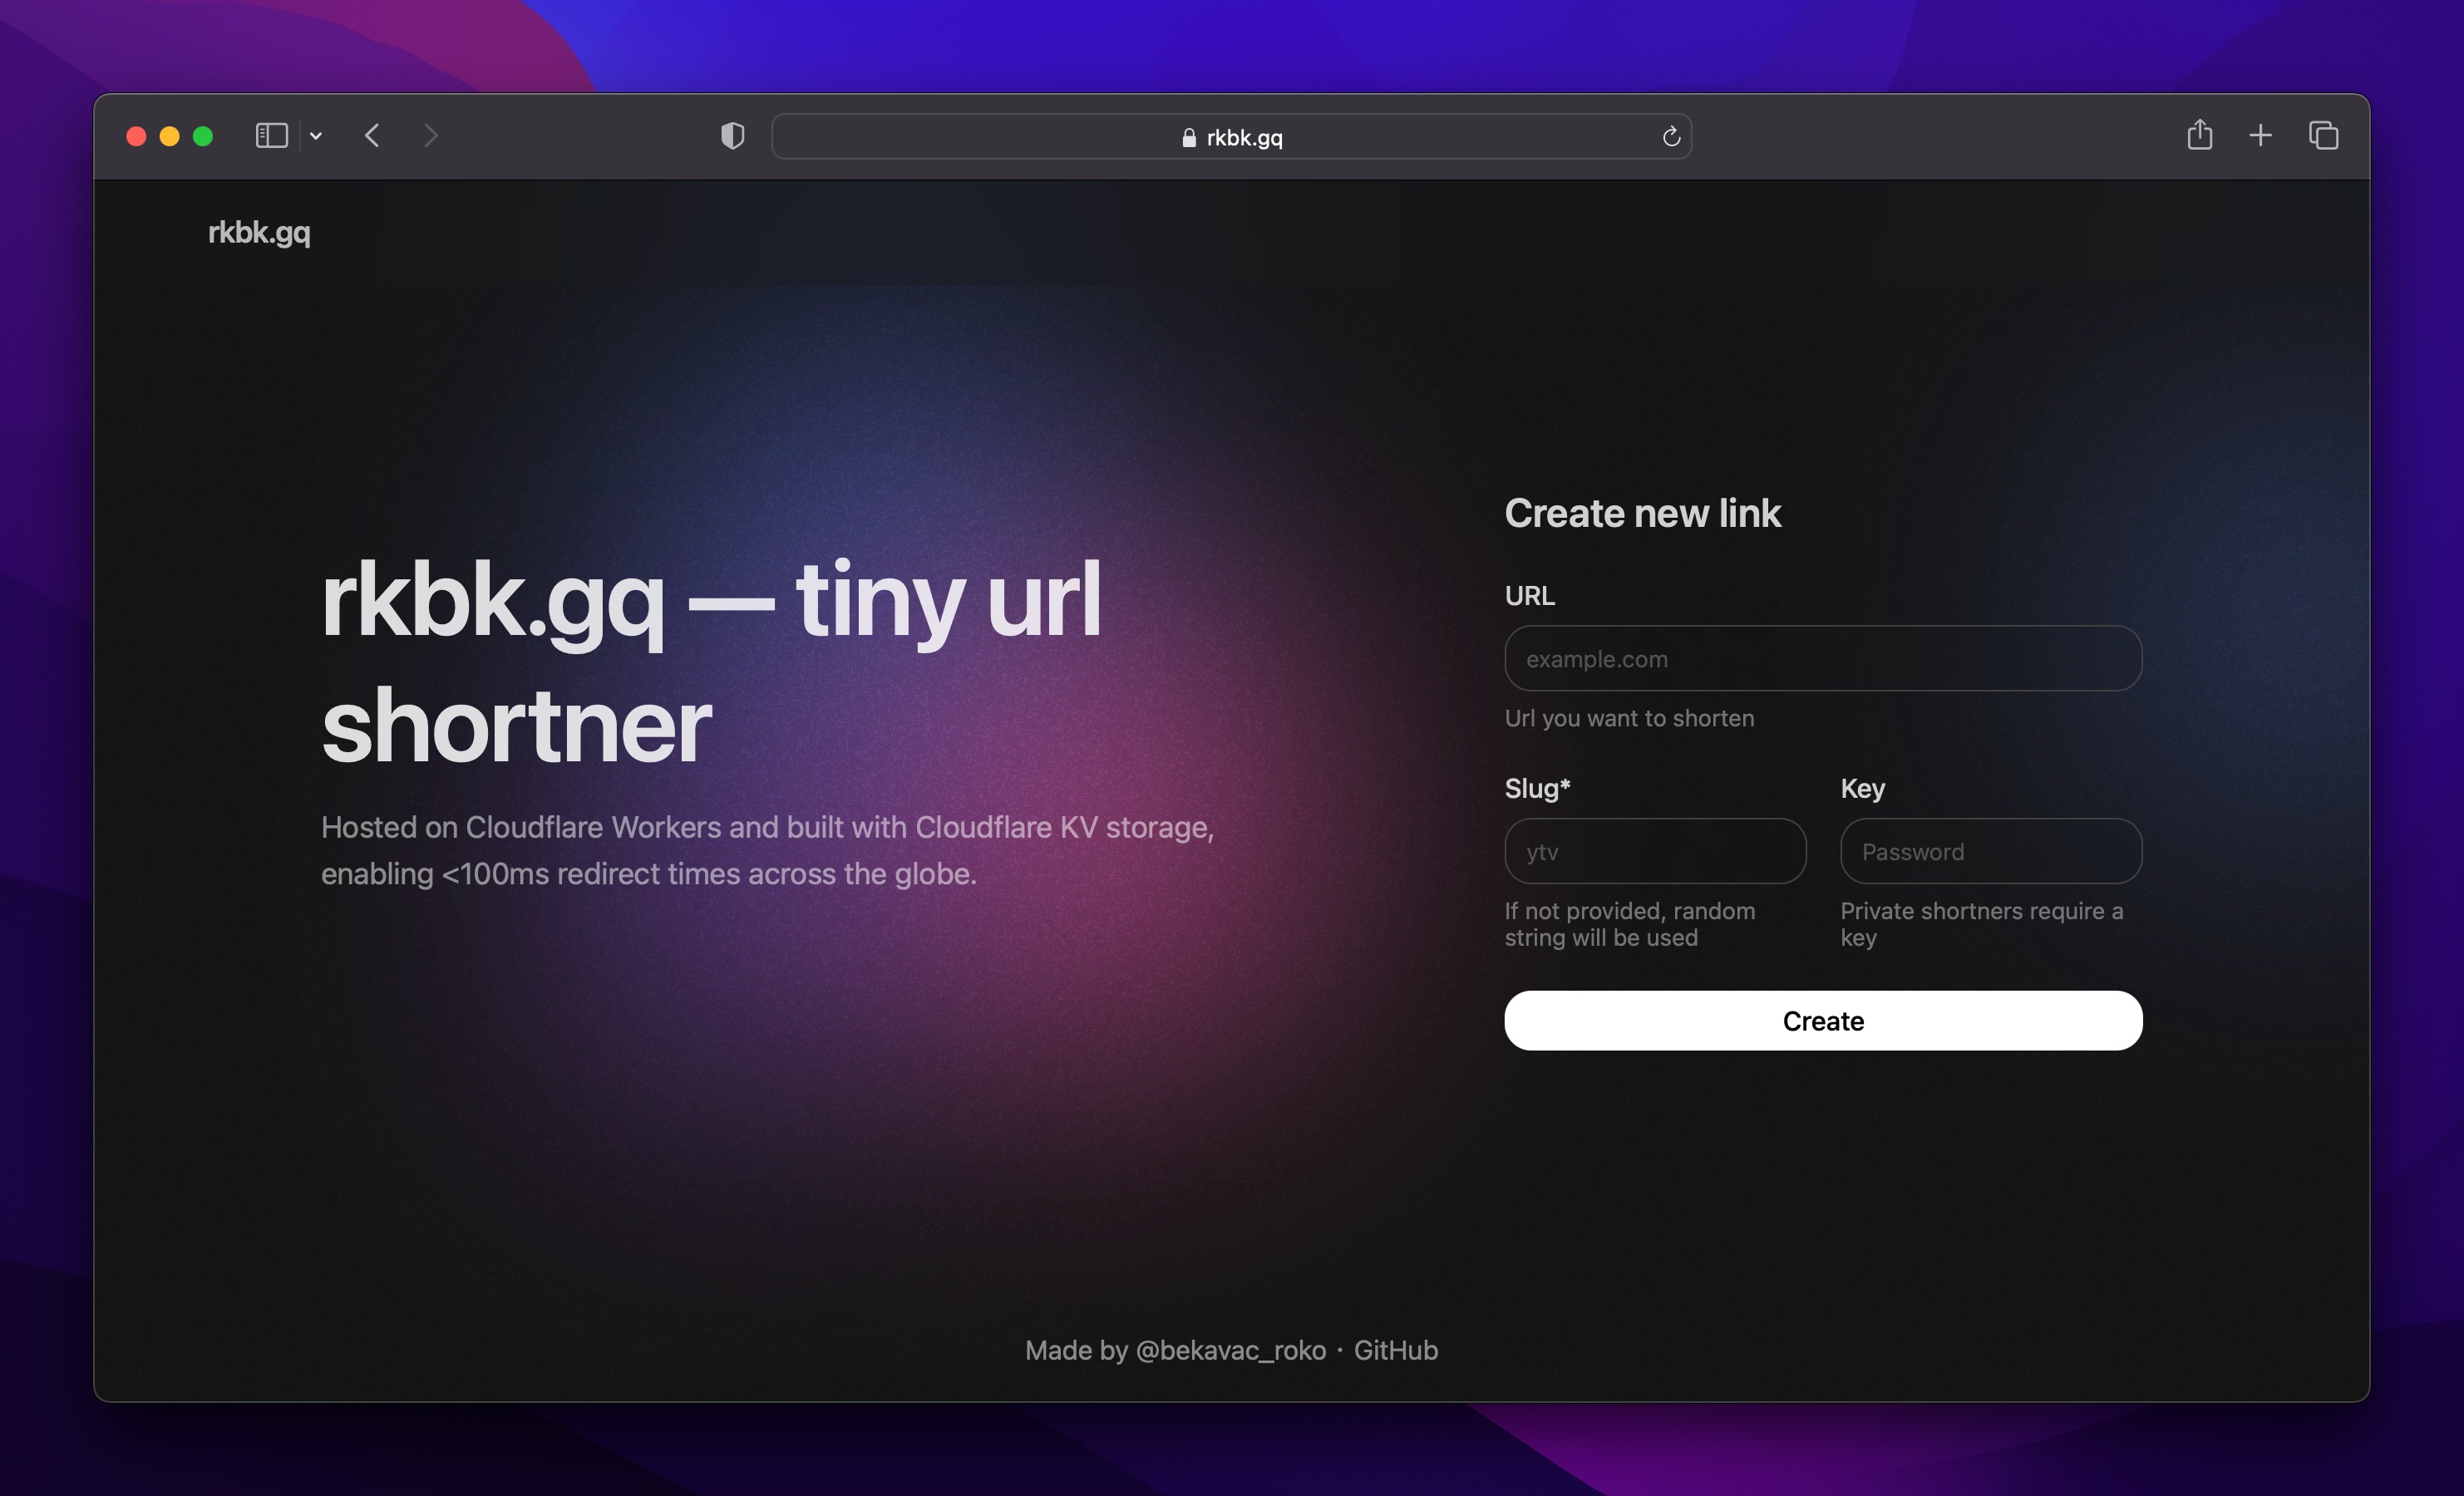 rkbk.gq
rkbk.gq
rkbk.gq — tiny url
shortner
Hosted on Cloudflare Workers and built with Cloudflare KV storage,
enabling <100ms redirect times across the globe.
Create new link
URL
example.com
Url you want to shorten
Slug*
Key
ytv
Password
If not provided, random
string will be used
Private shortners require a
key
Create
Made by @bekavac_roko · GitHub